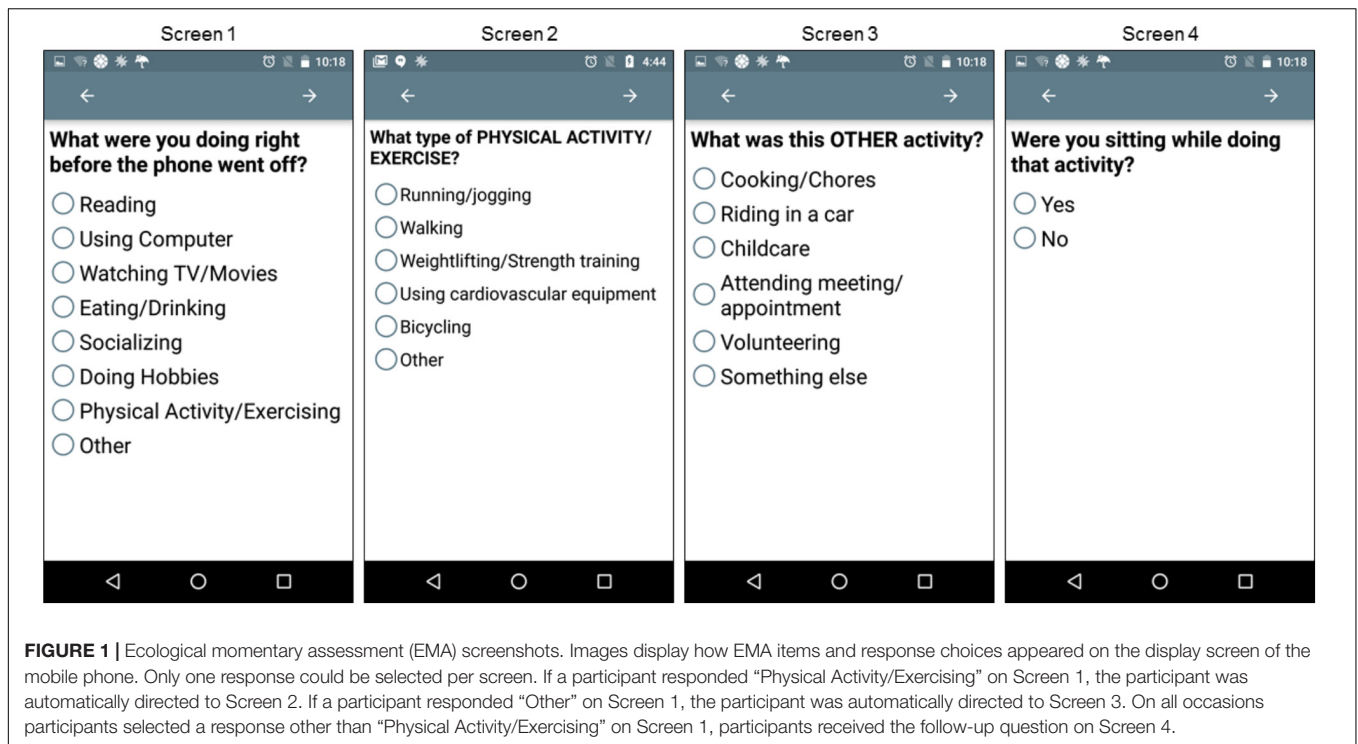 Screen 1
10:18
What were you doing right
before the phone went off?
Reading
Using Computer
Watching TV/Movies
Eating/Drinking
Socializing
Doing Hobbies
Physical Activity/Exercising
Other
Screen 2
4:44
What type of PHYSICAL ACTIVITY/
EXERCISE?
Running/jogging
Walking
Weightlifting/Strength training
Using cardiovascular equipment
Bicycling
Other
Screen 3
10:18
What was this OTHER activity?
Cooking/Chores
Riding in a car
Childcare
Attending meeting/
appointment
Volunteering
Something else
Screen 4
10:18
Were you sitting while doing
that activity?
Yes
No
FIGURE 1 | Ecological momentary assessment (EMA) screenshots. Images display how EMA items and response choices appeared on the display screen of the
mobile phone. Only one response could be selected per screen. If a participant responded “Physical Activity/Exercising” on Screen 1, the participant was
automatically directed to Screen 2. If a participant responded “Other” on Screen 1, the participant was automatically directed to Screen 3. On all occasions
participants selected a response other than “Physical Activity/Exercising” on Screen 1, participants received the follow-up question on Screen 4.